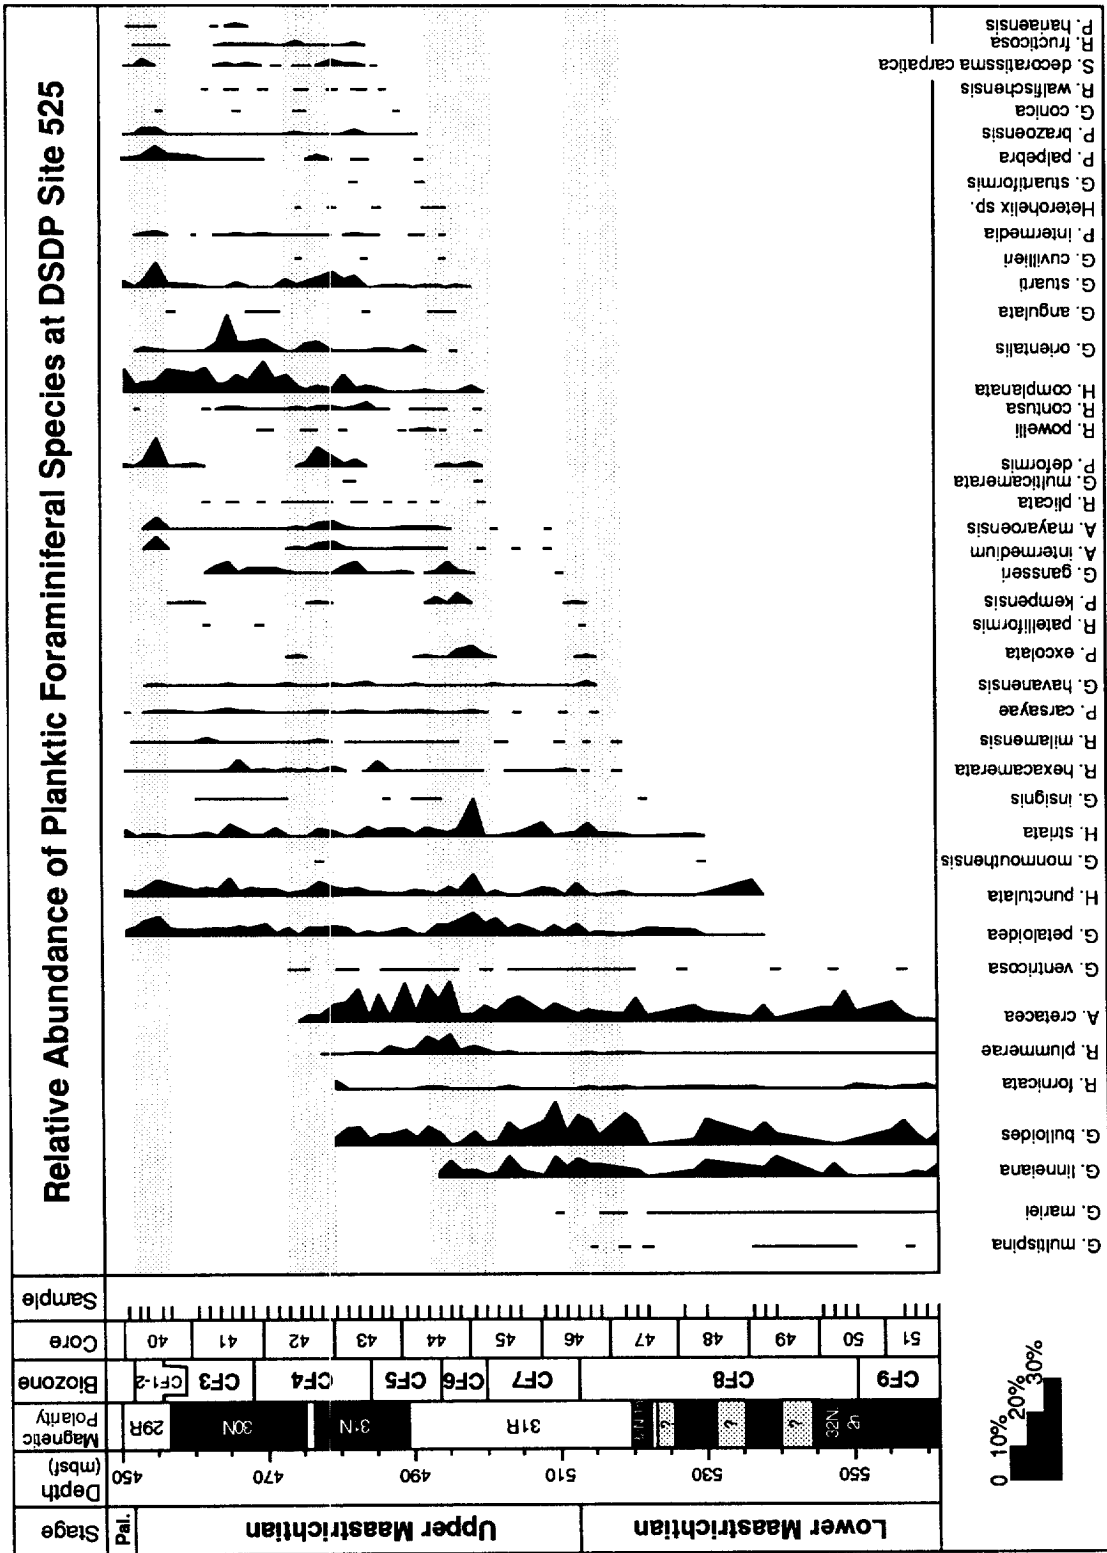 Relative Abundance of Planktic Foraminiferal Species at DSDP Site 525
Stage
Depth (mbsf)
Magnetic Polarity
Biozone
Core
Sample
Pal.
Upper Maastrichtian
Lower Maastrichtian
450
470
490
510
530
550
29R
30N
31N
31R
?
?
?
32N.
2n
CF1-2
CF3
CF4
CF5
CF6
CF7
CF8
CF9
40
41
42
43
44
45
46
47
48
49
50
51
G. multispina
G. mariei
G. linneiana
G. bulloides
R. fornicata
R. plummerae
A. cretacea
G. ventricosa
G. petaloidea
H. punctulata
G. monmouthensis
H. striata
G. insignis
R. hexacamerata
R. milamensis
P. carsayae
G. havanensis
P. excolata
R. patelliformis
P. kempensis
G. gansseri
A. intermedium
A. mayaroensis
R. plicata
G. multicamerata
P. deformis
R. powelli
R. contusa
H. complanata
G. orientalis
G. angulata
G. stuarti
G. cuvillieri
P. intermedia
Heterohelix sp.
G. stuartiformis
P. palpebra
P. brazoensis
G. conica
R. walfischensis
S. decoratissma carpatica
R. fructicosa
P. hariaensis
0 10% 20% 30%